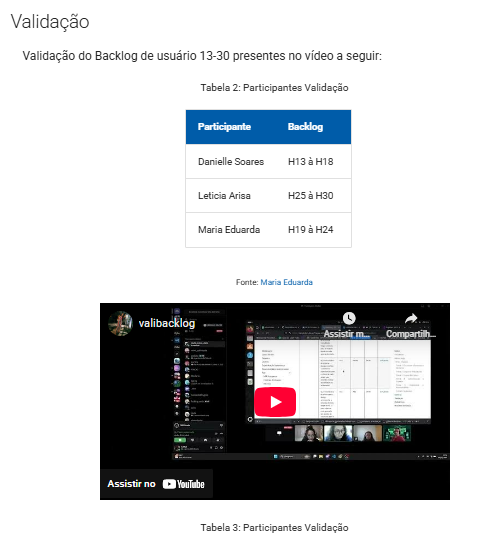 Validação
Validação do Backlog de usuário 13-30 presentes no vídeo a seguir:
Tabela 2: Participantes Validação
Participante Backlog
Danielle Soares H13 à H18
Leticia Arisa H25 à H30
Maria Eduarda H19 à H24
Fonte: Maria Eduarda
valibacklog
Assistir m...
Compartilh...
Assistir no YouTube
Tabela 3: Participantes Validação